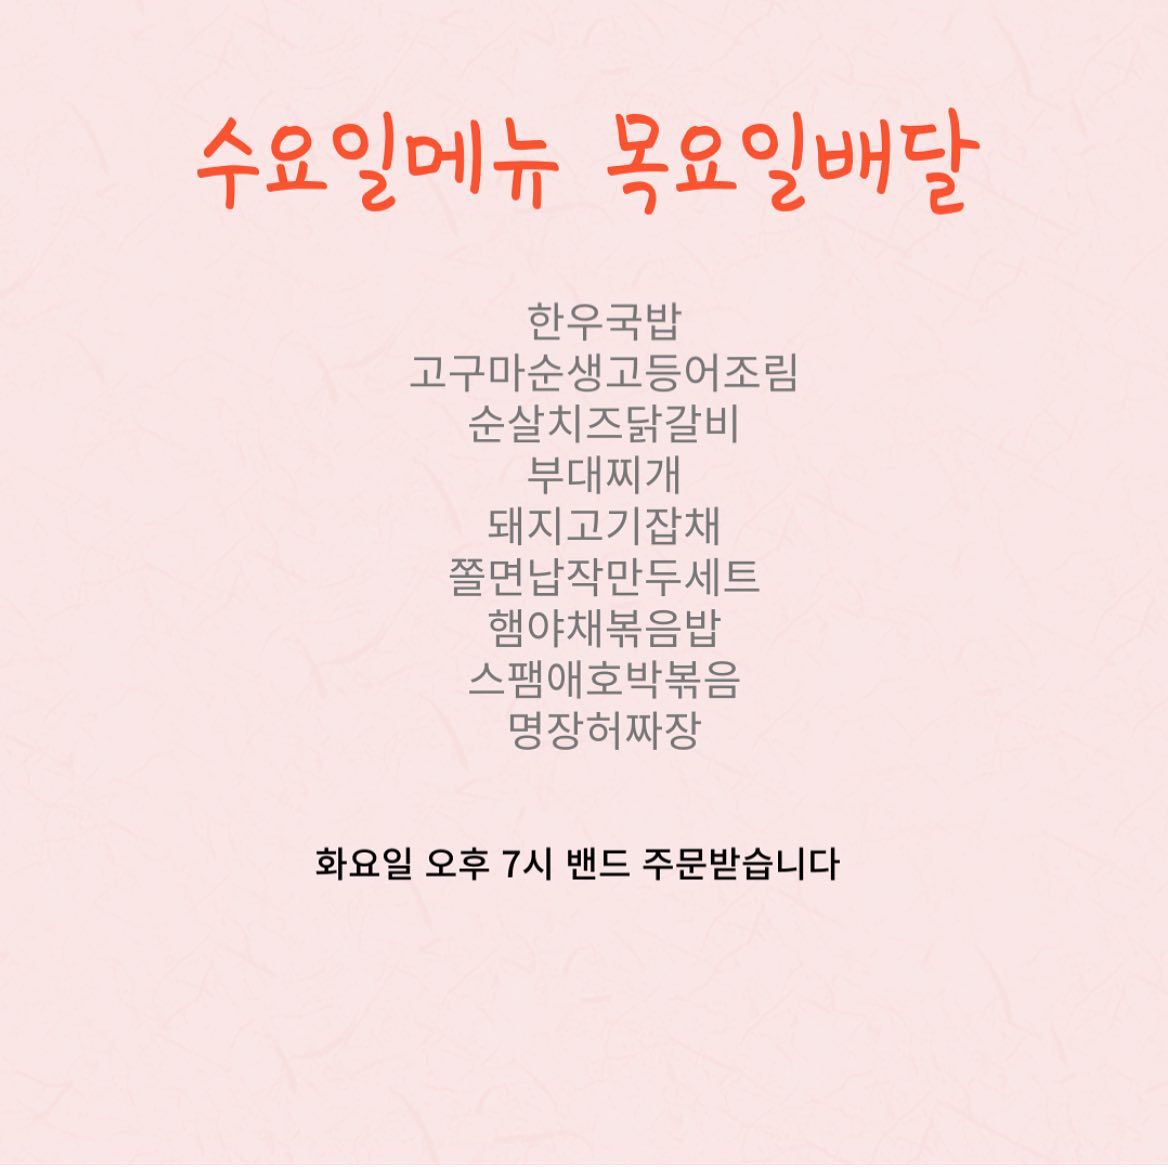 수요일메뉴 목요일배달
한우국밥
고구마순생고등어조림
순살치즈닭갈비
부대찌개
돼지고기잡채
쫄면납작만두세트
햄야채볶음밥
스팸애호박볶음
명장허짜장
화요일 오후 7시 밴드 주문받습니다